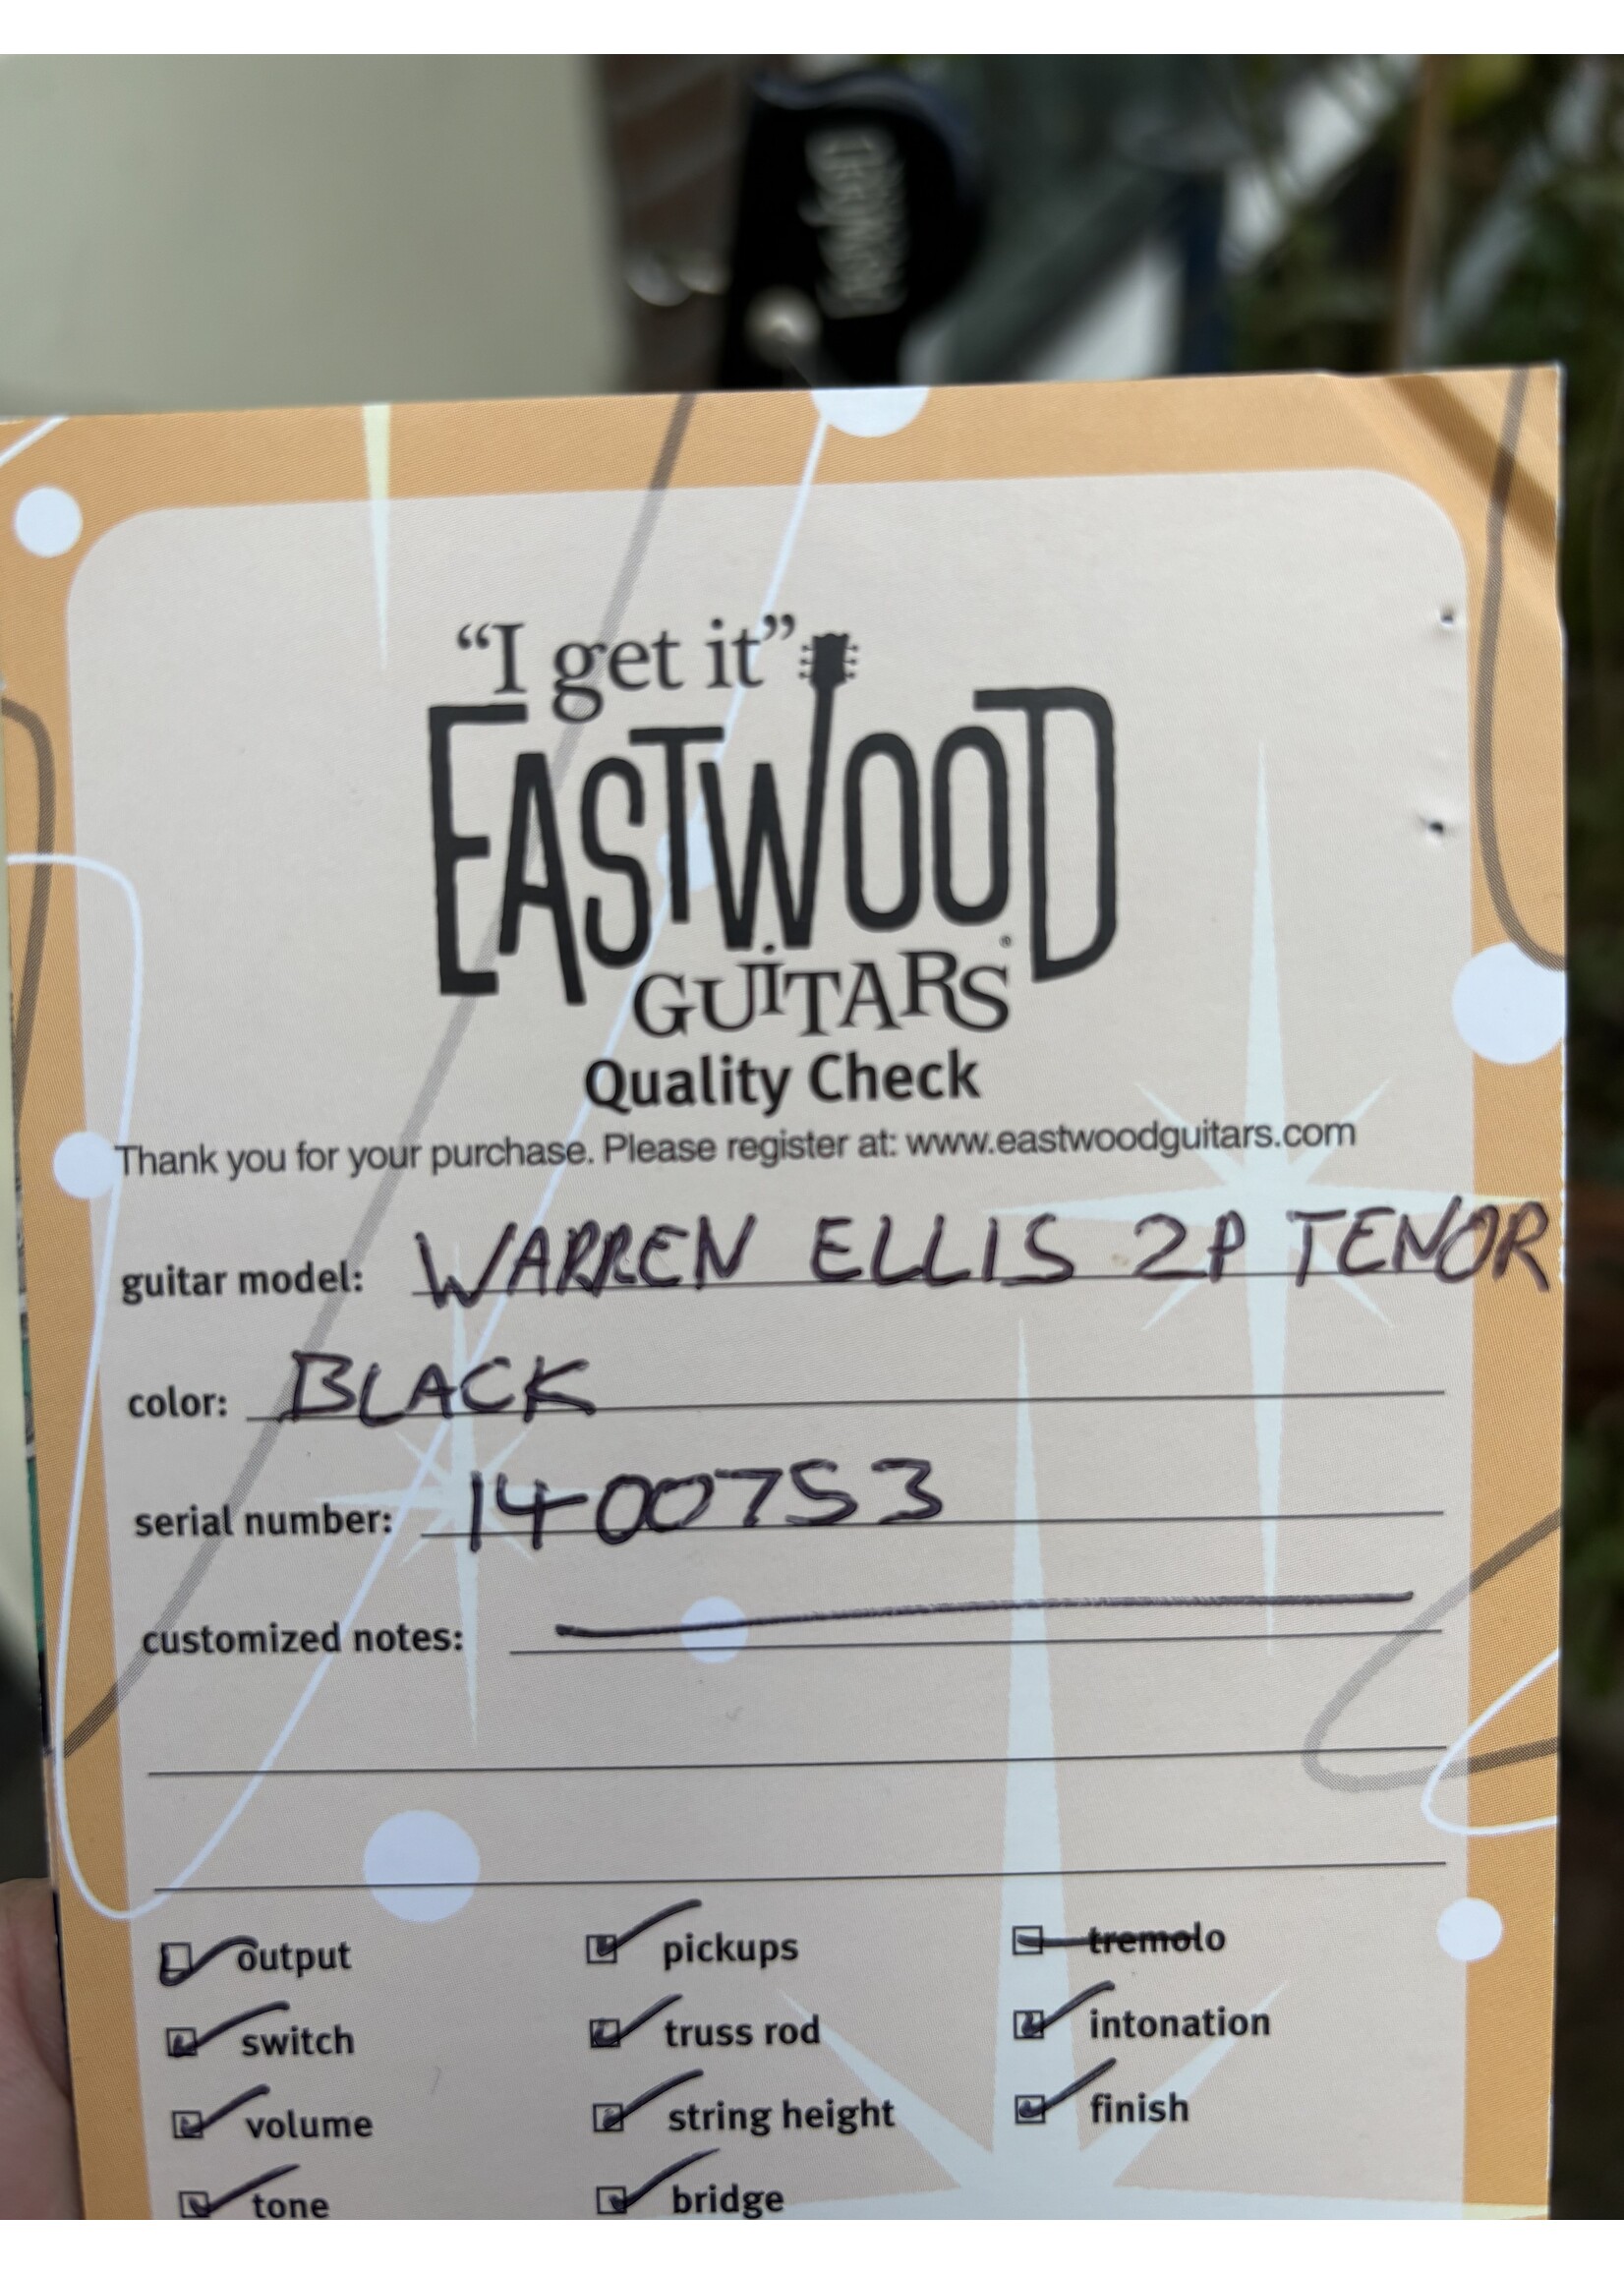 "I get it"
EASTWOOD
GUITARS
Quality Check
Thank you for your purchase. Please register at: www.eastwoodguitars.com
guitar model: WARREN ELLIS 2P TENOR
color: BLACK
serial number: 1400753
customized notes:
output pickups tremolo
switch truss rod intonation
volume string height finish
tone bridge